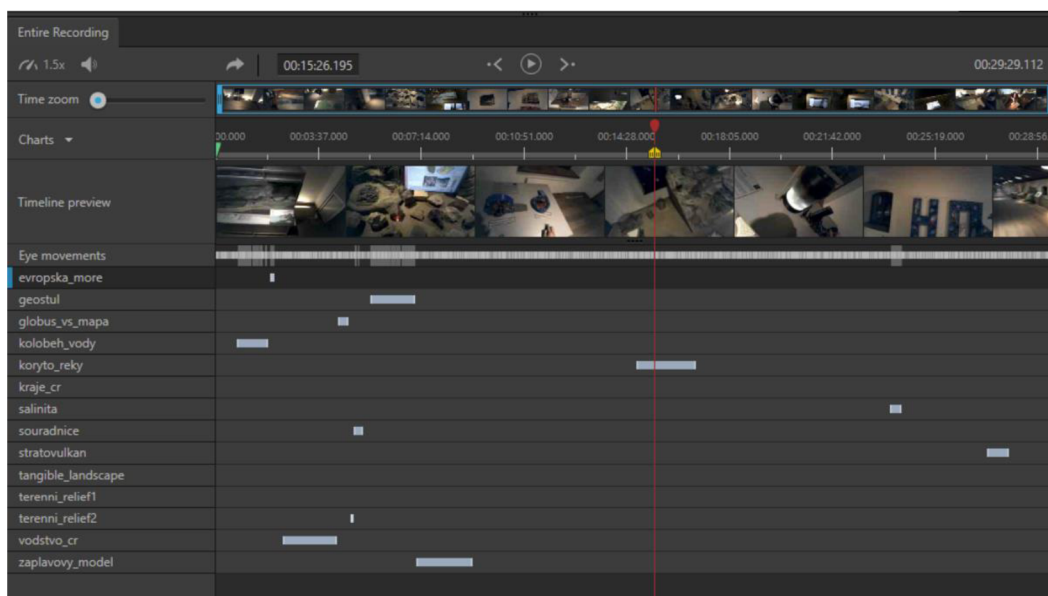 Entire Recording
1.5x 00:15:26.195 00:29:29.112
Time zoom
Charts 00.000 00:03:37.000 00:07:14.000 00:10:51.000 00:14:28.000 00:18:05.000 00:21:42.000 00:25:19.000 00:28:56
Timeline preview
Eye movements
evropska_more
geostul
globus_vs_mapa
kolobeh_vody
koryto_reky
kraje_cr
salinita
souradnice
stratovulkan
tangible_landscape
terenni_relief1
terenni_relief2
vodstvo_cr
zaplavovy_model